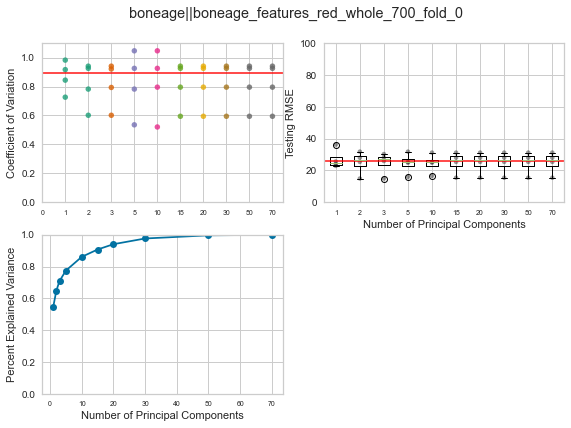 boneage||boneage_features_red_whole_700_fold_0
Coefficient of Variation
1.0
0.8
0.6
0.4
0.2
0.0
0 1 2 3 5 10 15 20 30 50 70
Testing RMSE
100
80
60
40
20
0
1 2 3 5 10 15 20 30 50 70
Number of Principal Components
Percent Explained Variance
1.0
0.8
0.6
0.4
0.2
0.0
0 10 20 30 40 50 60 70
Number of Principal Components